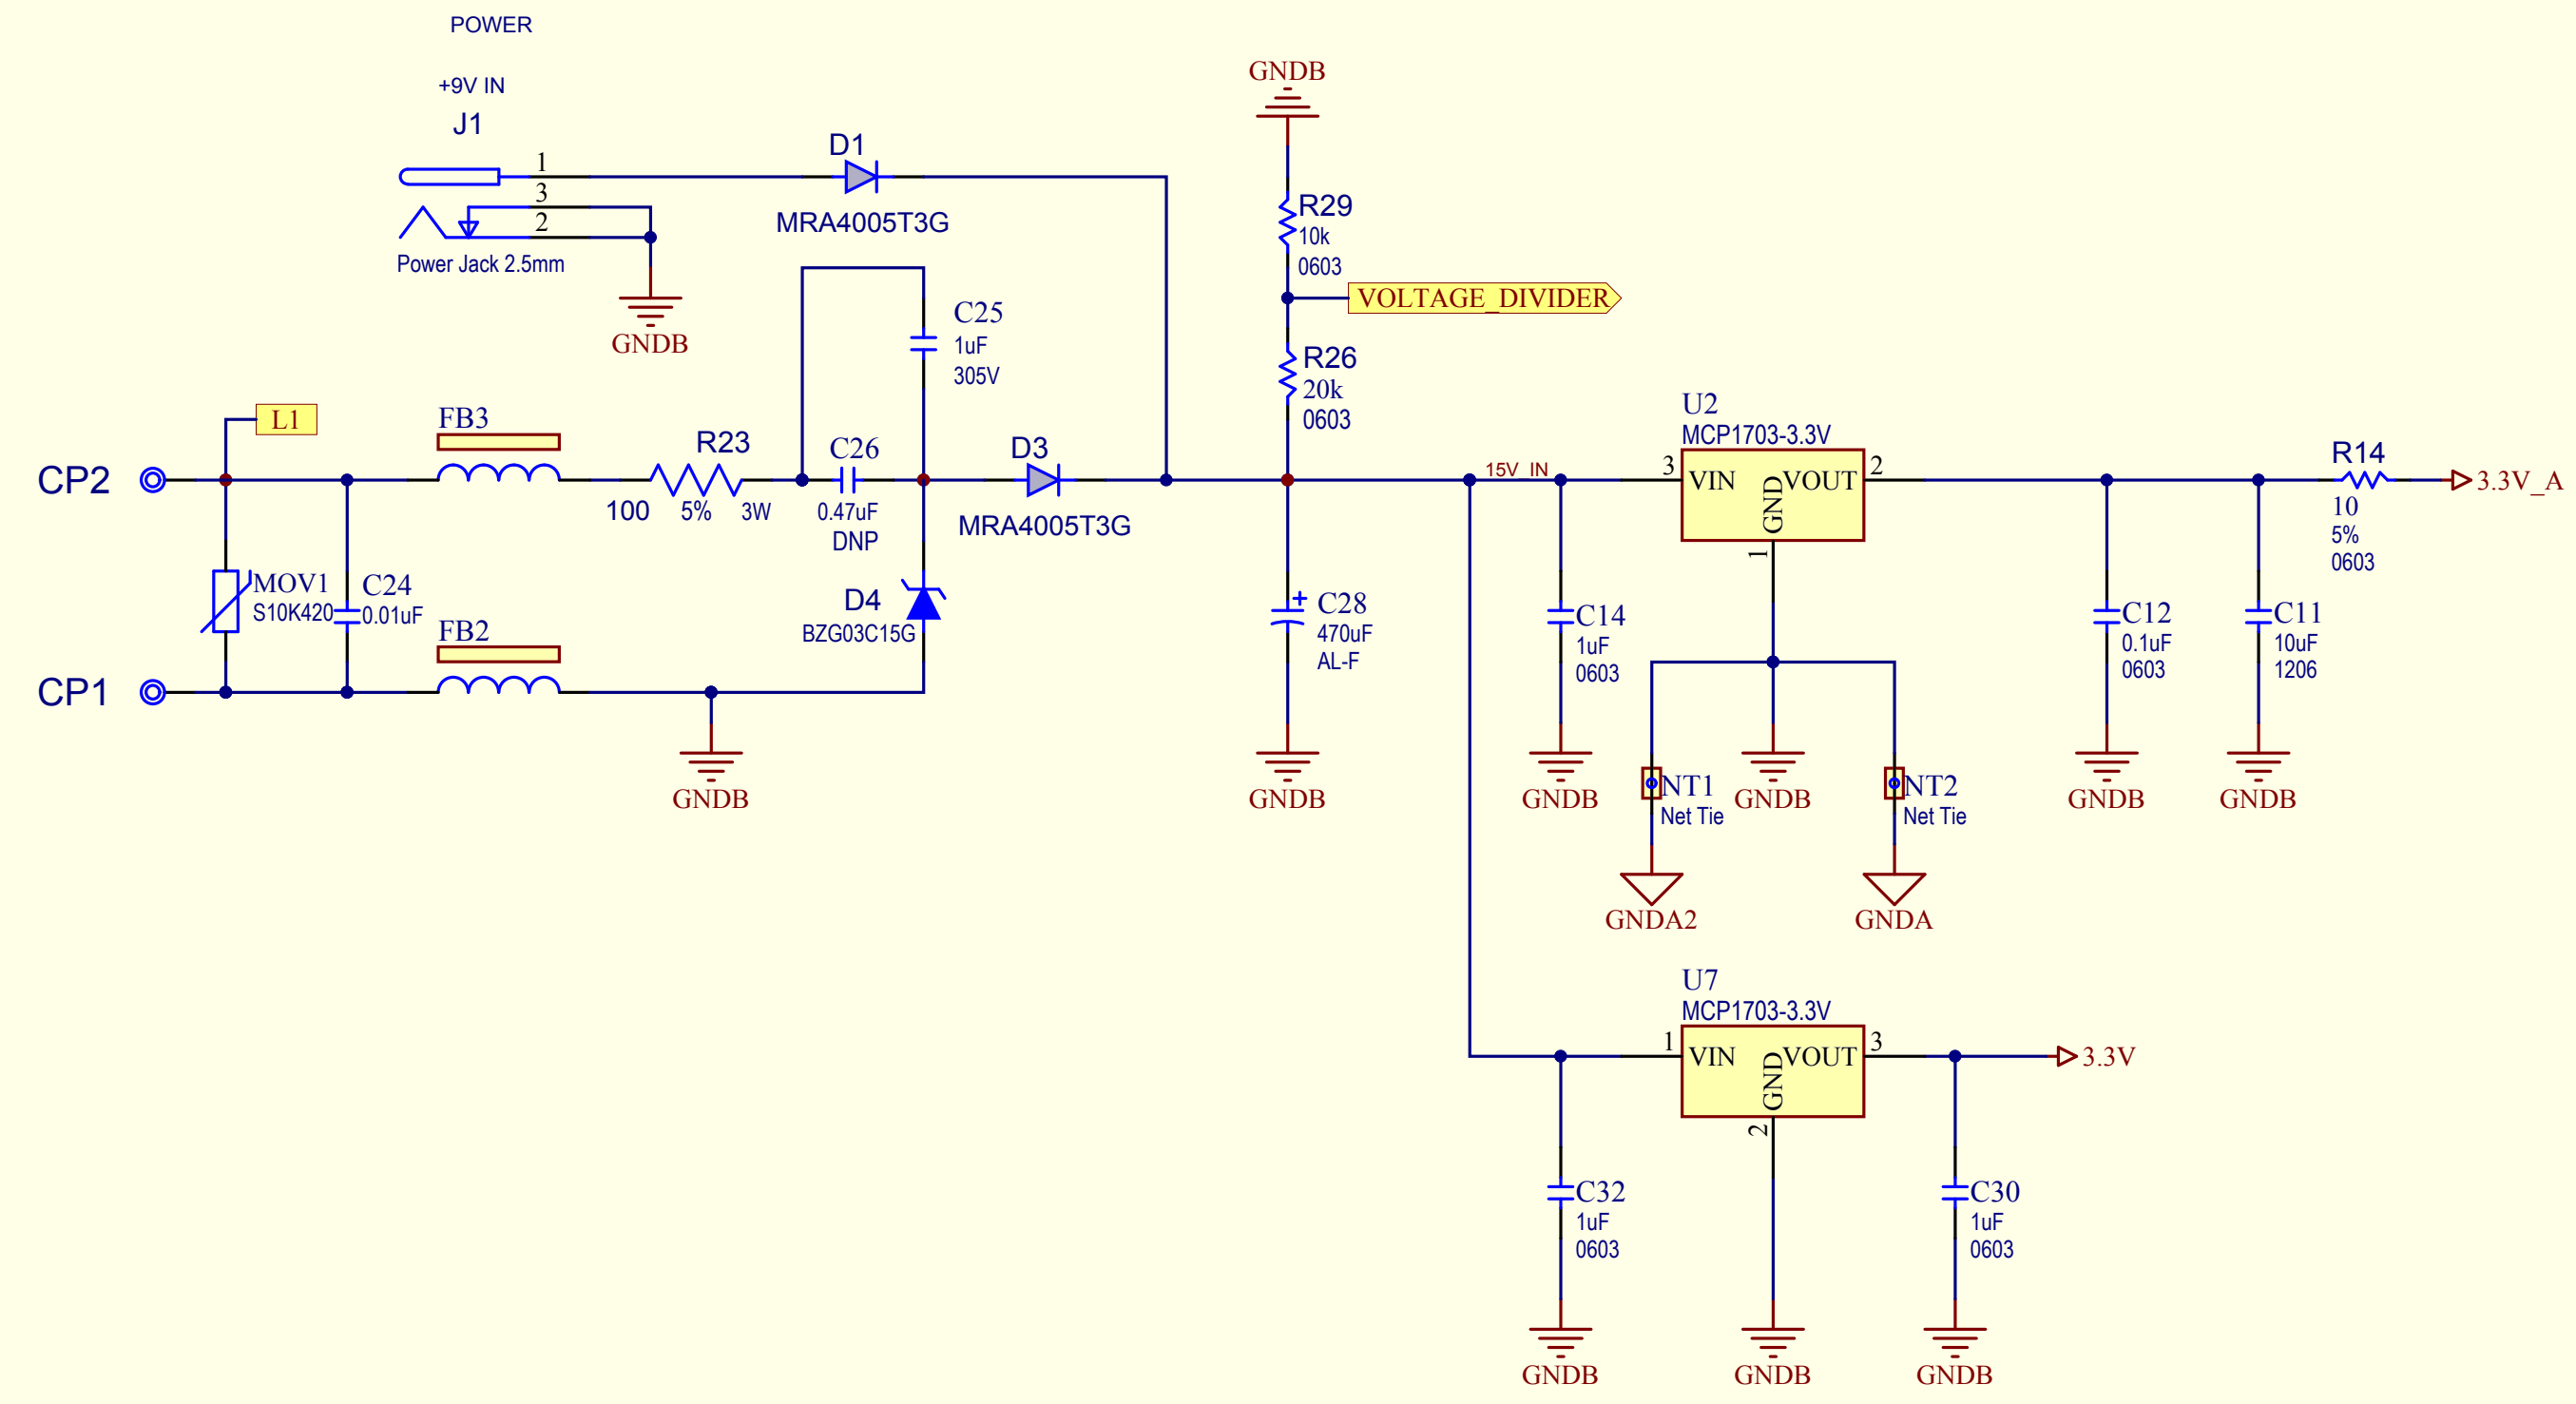 POWER
+9V IN
J1
1
3
2
Power Jack 2.5mm
GNDB
D1
MRA4005T3G
GNDB
R29
10k
0603
VOLTAGE_DIVIDER
R26
20k
0603
C25
1uF
305V
L1
FB3
CP2
R23
100 5% 3W
C26
0.47uF
DNP
D3
MRA4005T3G
MOV1
S10K420
C24
0.01uF
FB2
CP1
GNDB
D4
BZG03C15G
C28
470uF
AL-F
GNDB
15V_IN
C14
1uF
0603
GNDB
U2
MCP1703-3.3V
3 VIN GND VOUT 2
1
NT1
Net Tie
GNDA2
GNDB
NT2
Net Tie
GNDA
C12
0.1uF
0603
GNDB
C11
10uF
1206
GNDB
R14
10
5%
0603
3.3V_A
U7
MCP1703-3.3V
1 VIN GND VOUT 3
2
3.3V
C32
1uF
0603
GNDB
GNDB
C30
1uF
0603
GNDB